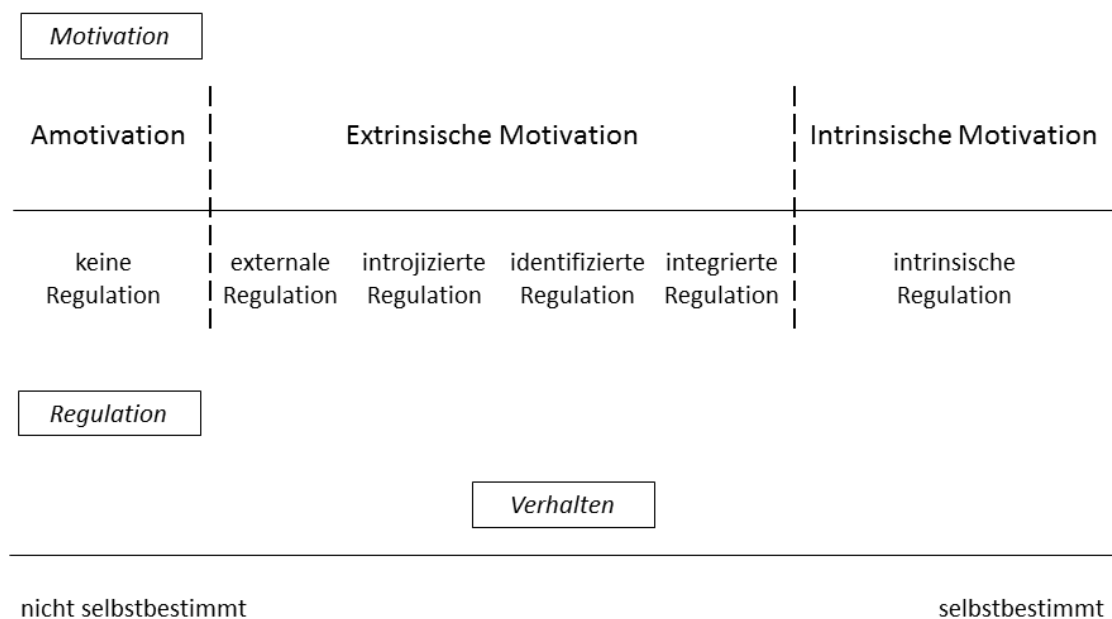 Motivation
Amotivation Extrinsische Motivation Intrinsische Motivation
keine externale introjizierte identifizierte integrierte intrinsische
Regulation Regulation Regulation Regulation Regulation Regulation
Regulation
Verhalten
nicht selbstbestimmt selbstbestimmt